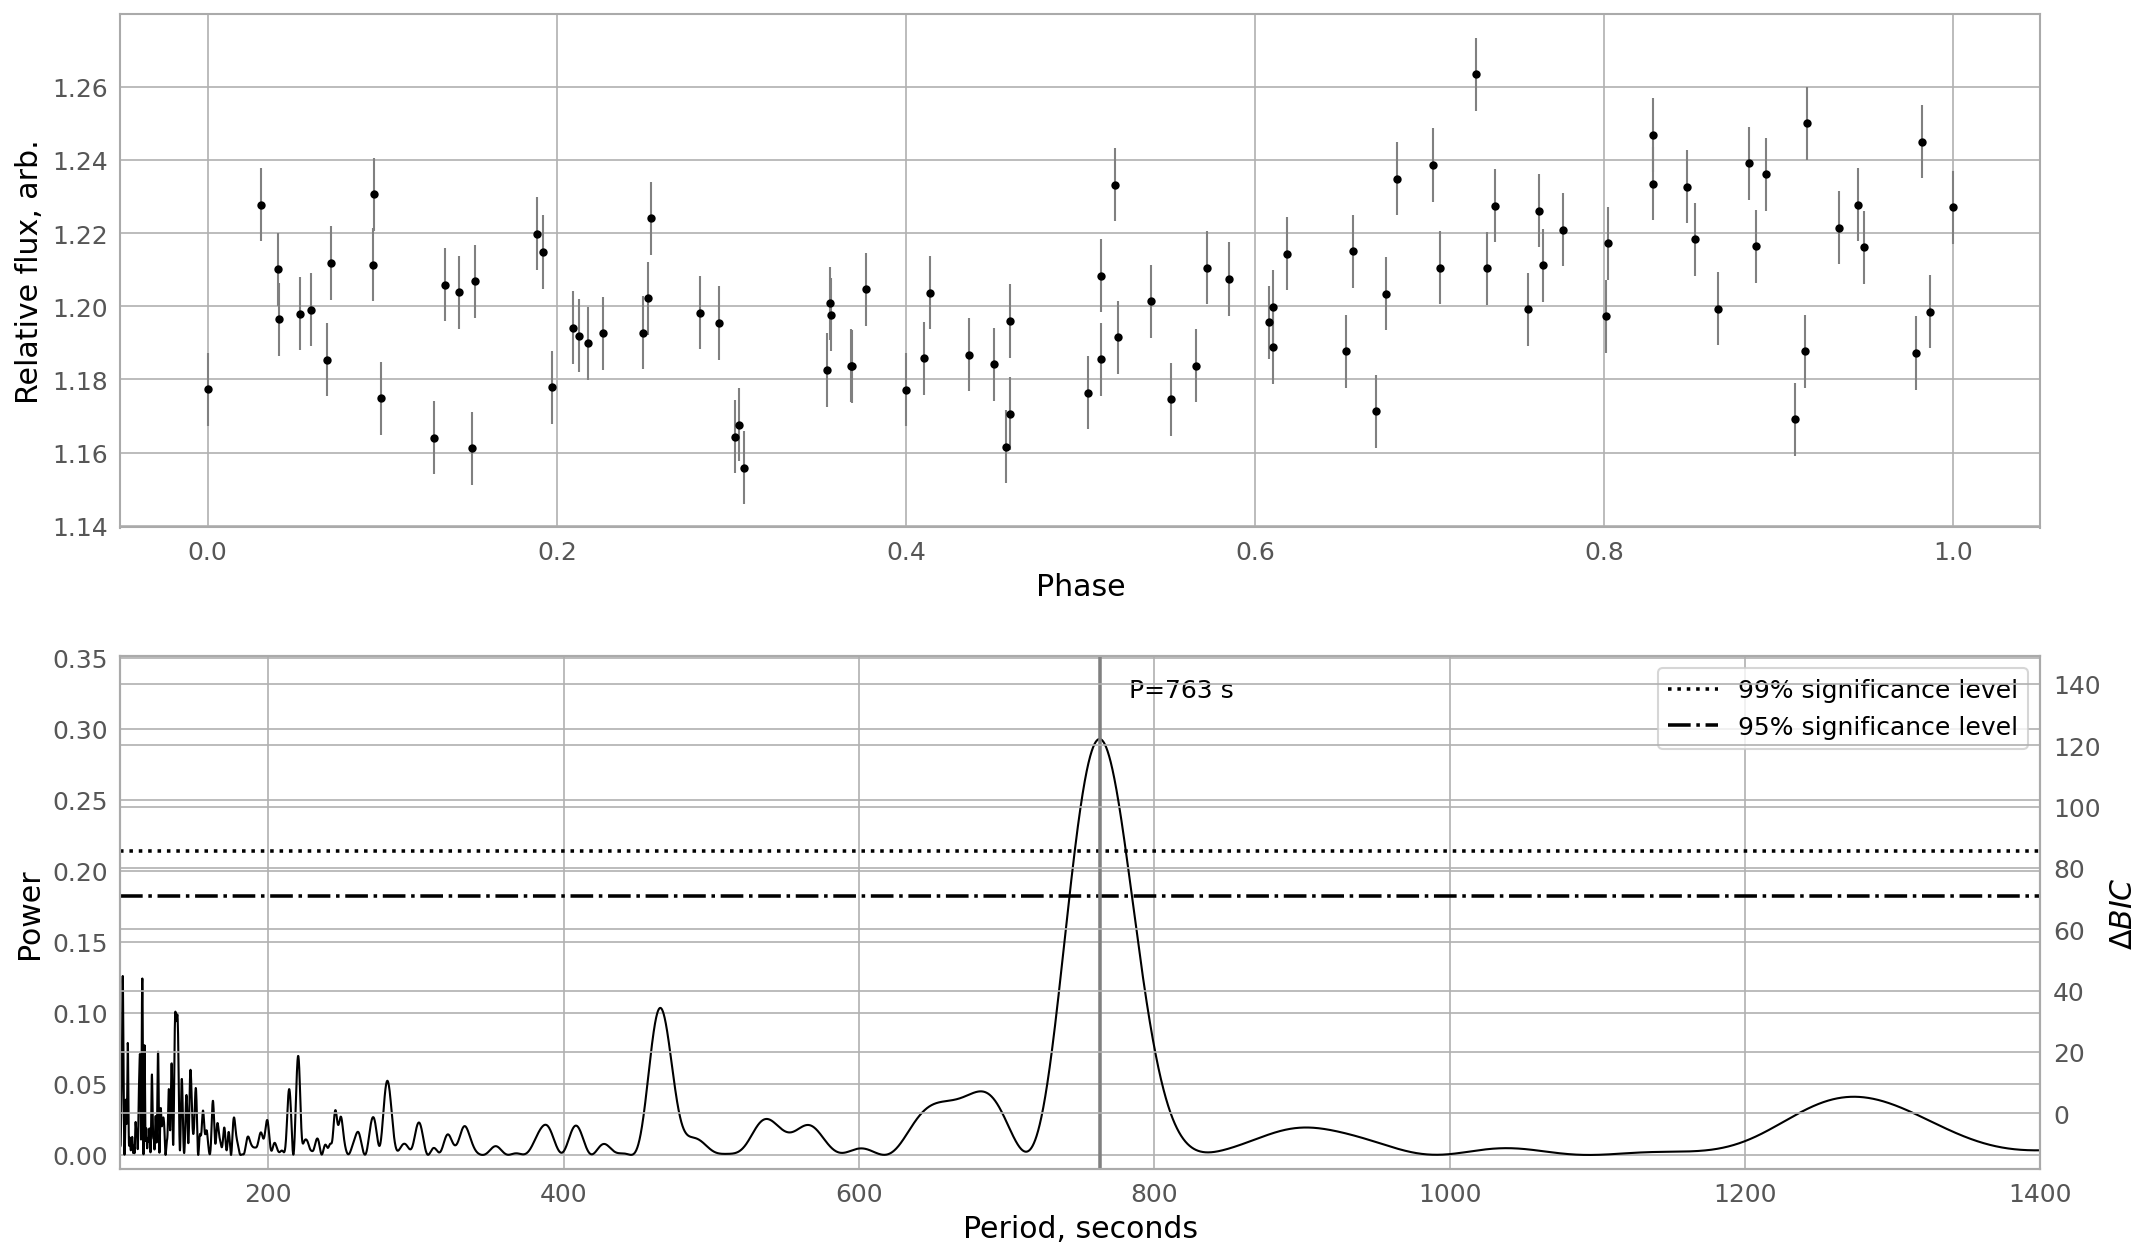 Relative flux, arb.
1.26
1.24
1.22
1.20
1.18
1.16
1.14
0.0 0.2 0.4 0.6 0.8 1.0
Phase
Power
0.35
0.30
0.25
0.20
0.15
0.10
0.05
0.00
P=763 s
99% significance level
95% significance level
140
120
100
80
60
40
20
0
ΔBIC
200 400 600 800 1000 1200 1400
Period, seconds